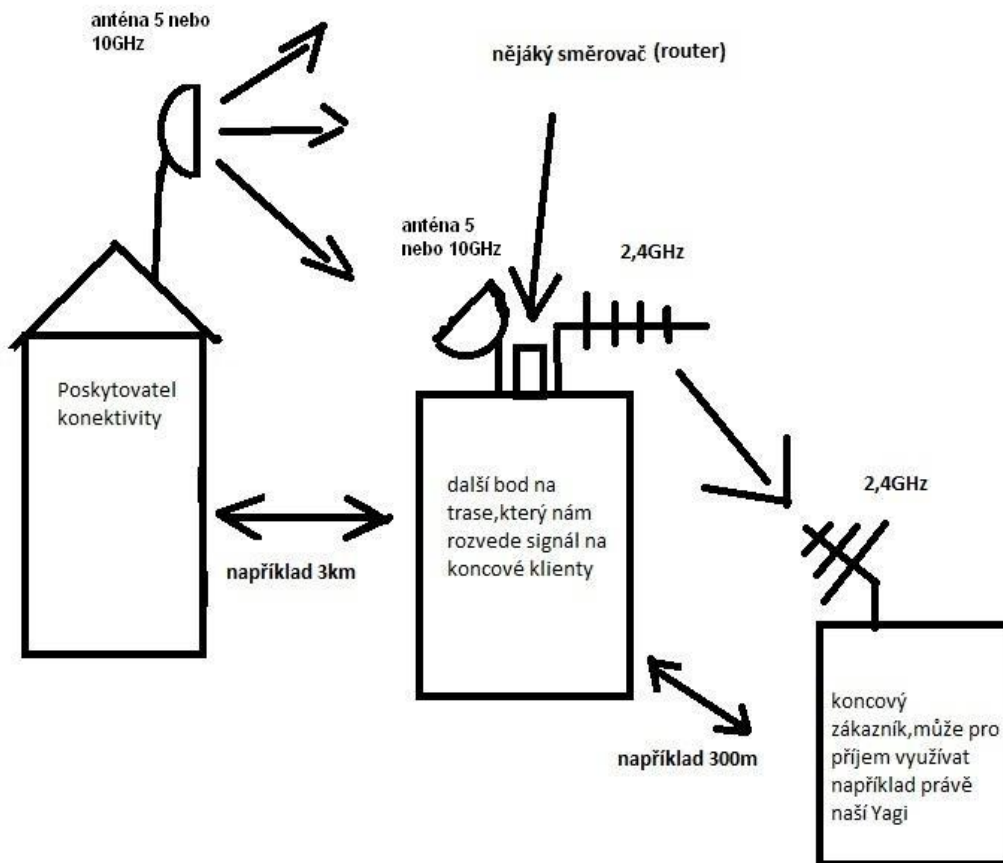 anténa 5 nebo
10GHz
nějáký směrovač (router)
anténa 5
nebo 10GHz
2,4GHz
Poskytovatel
konektivity
další bod na
trase,který nám
rozvede signál na
koncové klienty
2,4GHz
například 3km
například 300m
koncový
zákazník,může pro
příjem využívat
například právě
naší Yagi